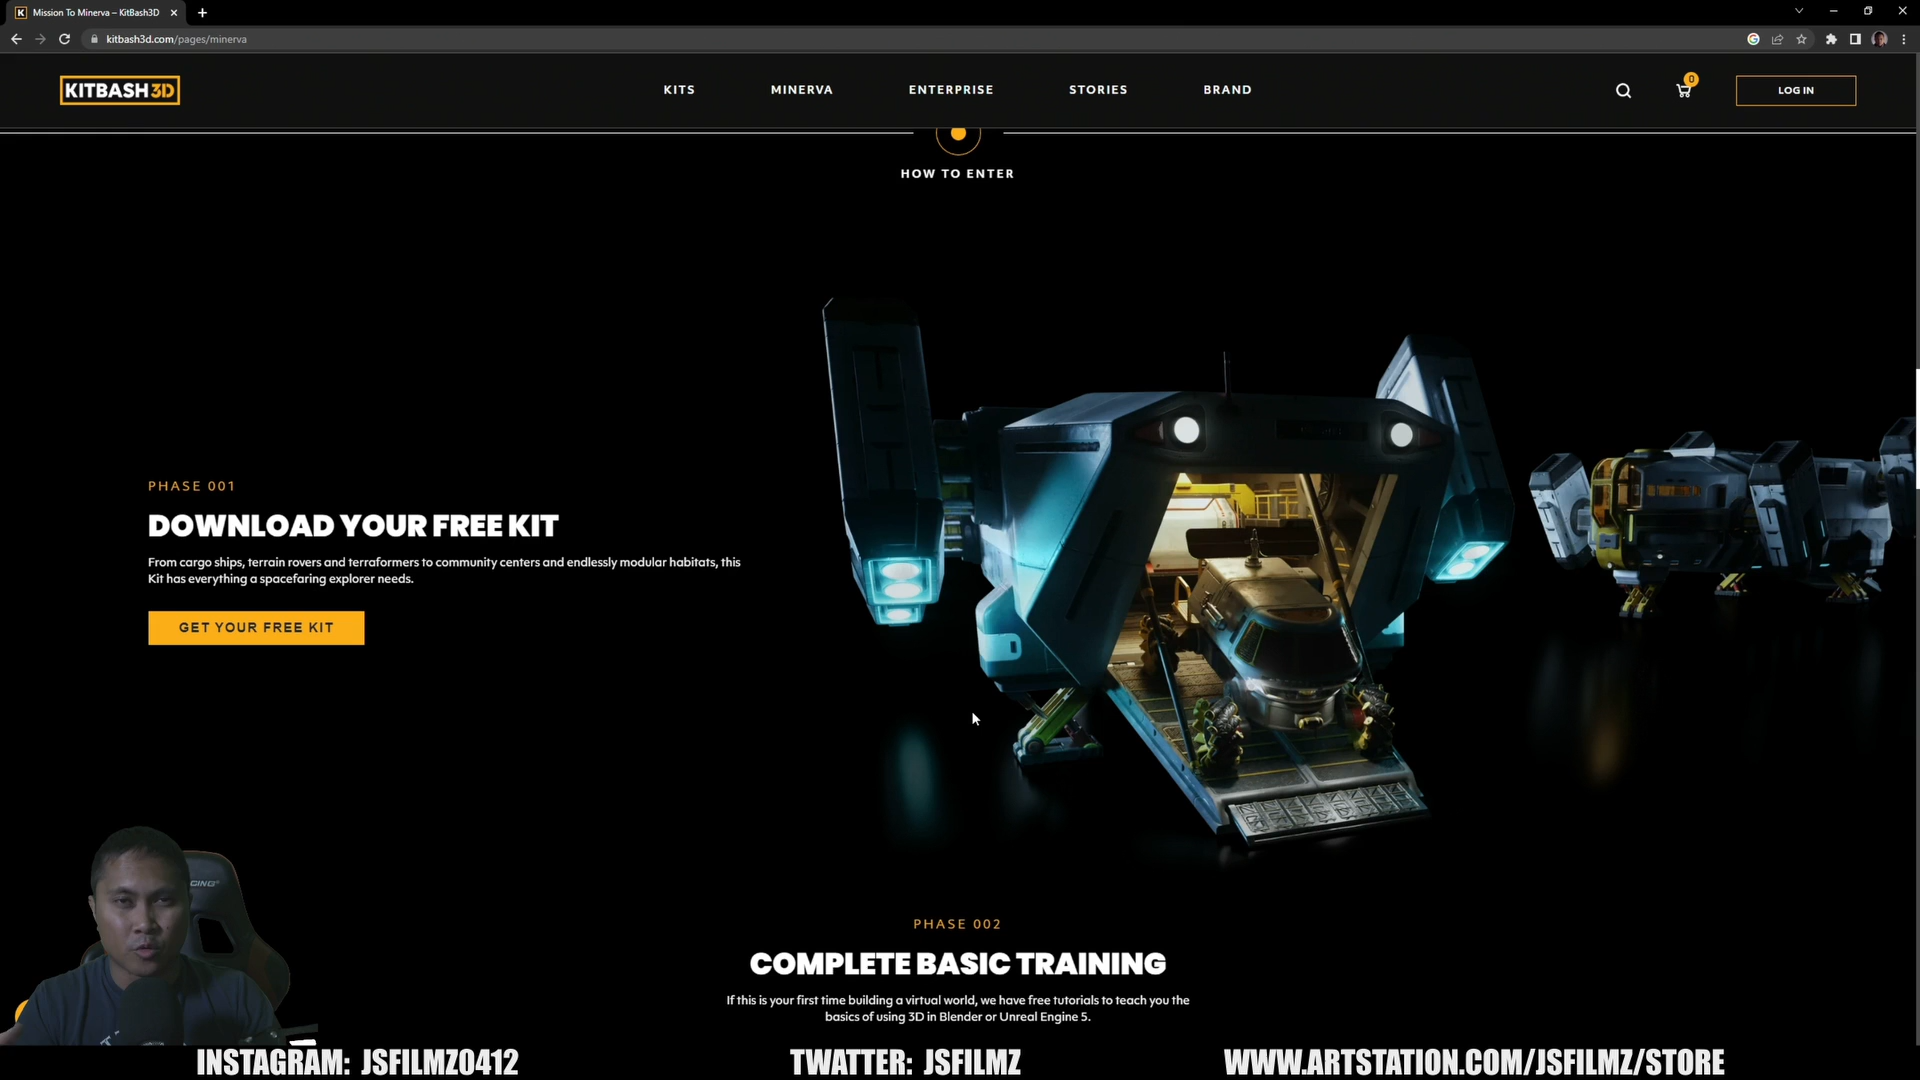 Mission To Minerva – KitBash3D
kitbash3d.com/pages/minerva
KITBASH3D
KITS
MINERVA
ENTERPRISE
STORIES
BRAND
0
LOG IN
HOW TO ENTER
PHASE 001
DOWNLOAD YOUR FREE KIT
From cargo ships, terrain rovers and terraformers to community centers and endlessly modular habitats, this
Kit has everything a spacefaring explorer needs.
GET YOUR FREE KIT
PHASE 002
COMPLETE BASIC TRAINING
If this is your first time building a virtual world, we have free tutorials to teach you the
basics of using 3D in Blender or Unreal Engine 5.
INSTAGRAM: JSFILMZ0412
TWATTER: JSFILMZ
WWW.ARTSTATION.COM/JSFILMZ/STORE